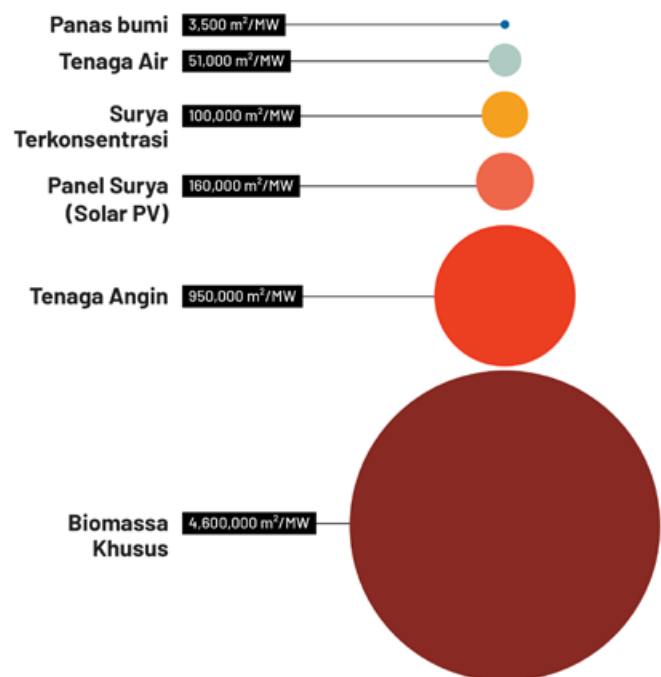 Panas bumi 3,500 m²/MW
Tenaga Air 51,000 m²/MW
Surya
Terkonsentrasi
100,000 m²/MW
Panel Surya
(Solar PV)
160,000 m²/MW
Tenaga Angin 950,000 m²/MW
Biomassa
Khusus
4,600,000 m²/MW